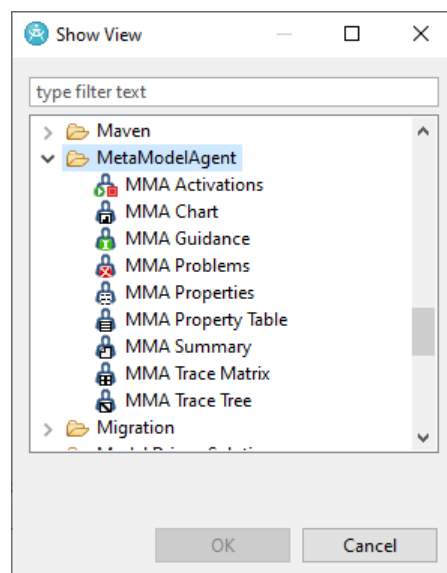 Show View
type filter text
Maven
MetaModelAgent
MMA Activations
MMA Chart
MMA Guidance
MMA Problems
MMA Properties
MMA Property Table
MMA Summary
MMA Trace Matrix
MMA Trace Tree
Migration
OK Cancel